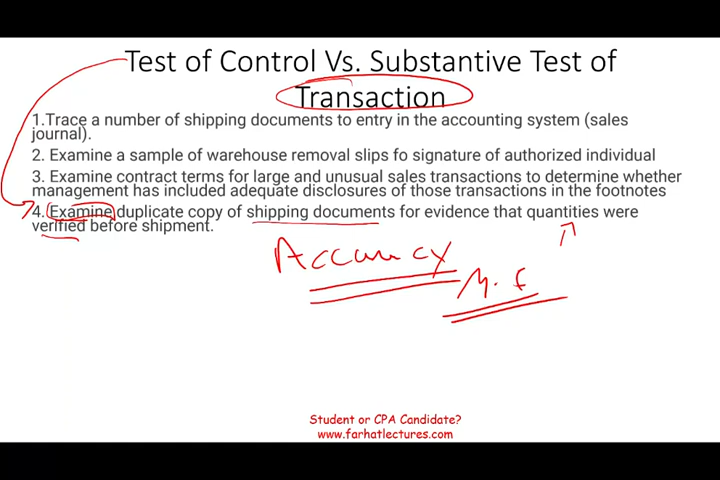 Test of Control Vs. Substantive Test of
Transaction
1.Trace a number of shipping documents to entry in the accounting system (sales
journal).
2. Examine a sample of warehouse removal slips fo signature of authorized individual
3. Examine contract terms for large and unusual sales transactions to determine whether
management has included adequate disclosures of those transactions in the footnotes
4. Examine duplicate copy of shipping documents for evidence that quantities were
verified before shipment.
Accuracy
Student or CPA Candidate?
www.farhatlectures.com